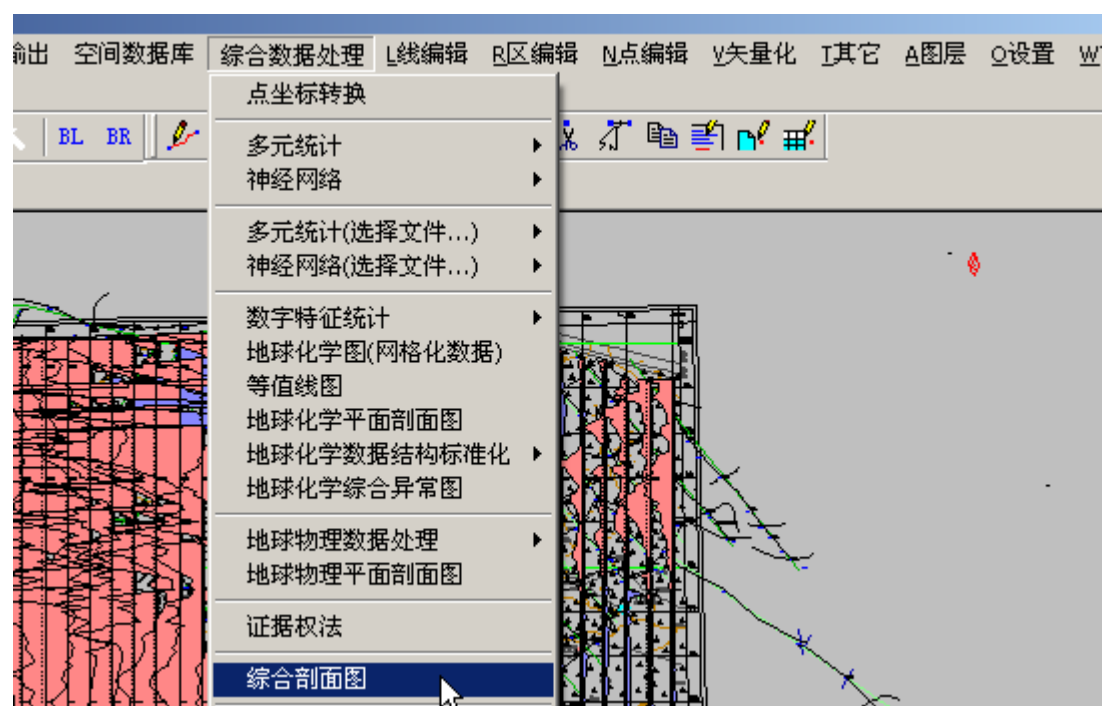 输出 空间数据库 综合数据处理 L线编辑 R区编辑 N点编辑 V矢量化 I其它 A图层 O设置 W
点坐标转换
BL BR
多元统计
神经网络
多元统计(选择文件...)
神经网络(选择文件...)
数字特征统计
地球化学图(网格化数据)
等值线图
地球化学平面剖面图
地球化学数据结构标准化
地球化学综合异常图
地球物理数据处理
地球物理平面剖面图
证据权法
综合剖面图